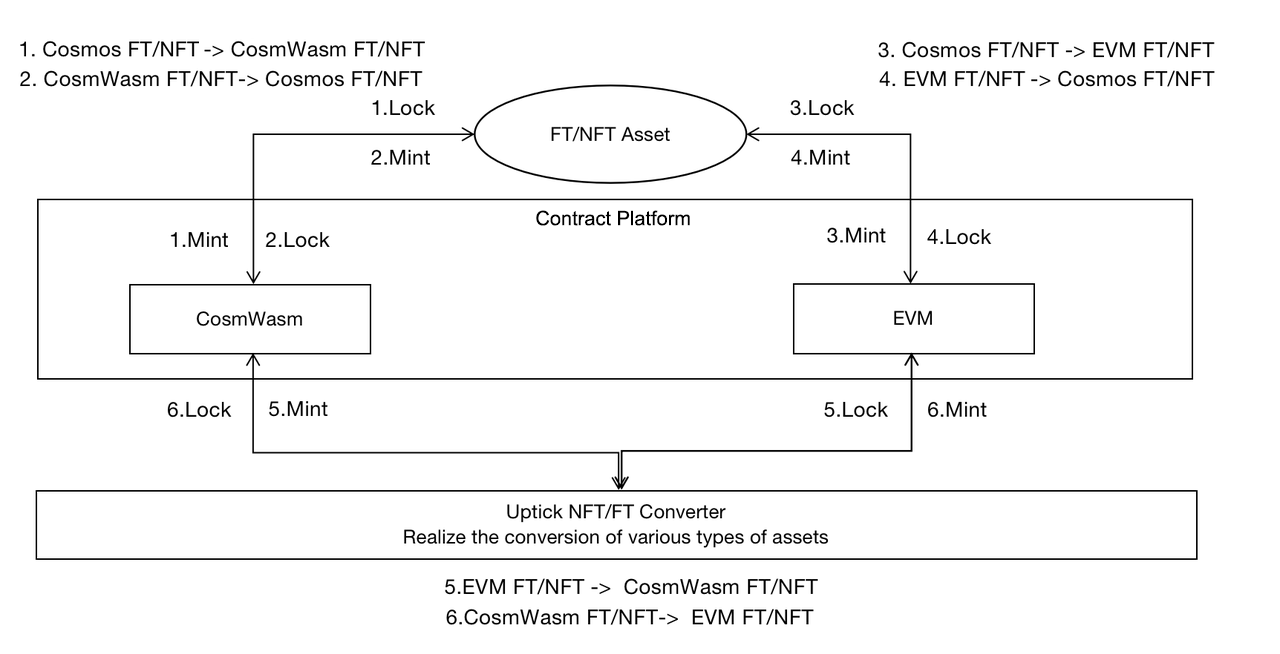 1. Cosmos FT/NFT -> CosmWasm FT/NFT
2. CosmWasm FT/NFT-> Cosmos FT/NFT
3. Cosmos FT/NFT -> EVM FT/NFT
4. EVM FT/NFT -> Cosmos FT/NFT
1.Lock
2.Mint
FT/NFT Asset
3.Lock
4.Mint
Contract Platform
1.Mint
2.Lock
3.Mint
4.Lock
CosmWasm
EVM
6.Lock
5.Mint
5.Lock
6.Mint
Uptick NFT/FT Converter
Realize the conversion of various types of assets
5.EVM FT/NFT -> CosmWasm FT/NFT
6.CosmWasm FT/NFT-> EVM FT/NFT